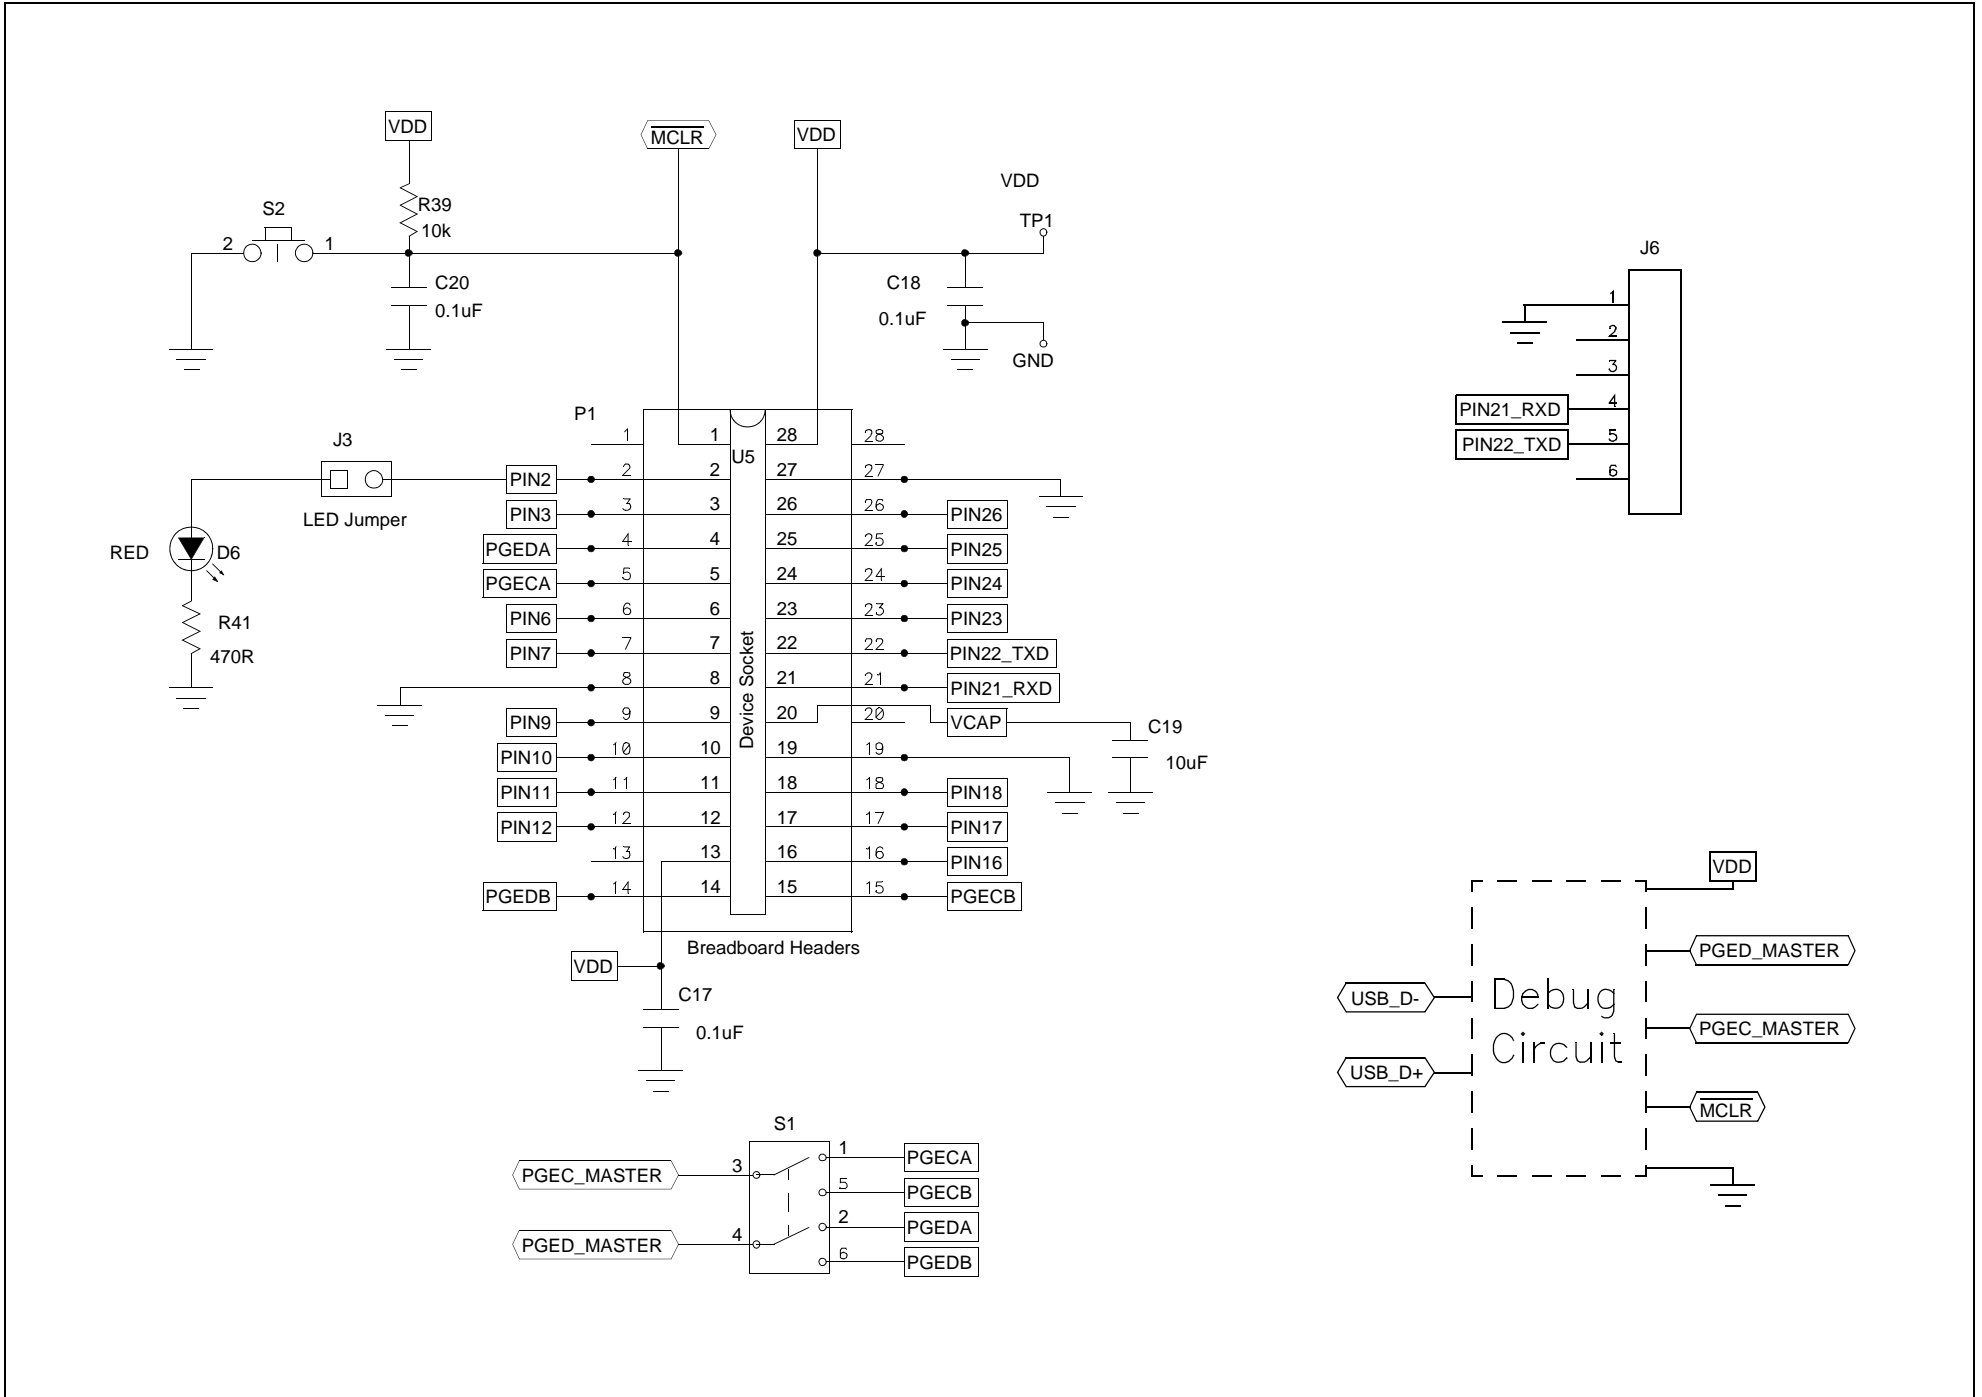 VDD
MCLR
VDD
VDD
S2
R39
TP1
10k
2
1
J6
C20
0.1uF
C18
0.1uF
GND
1
2
3
PIN21_RXD 4
PIN22_TXD 5
6
P1
J3
LED Jumper
RED
D6
R41
470R
1 1 28 28
U5
PIN2 2 2 27 27
PIN3 3 3 26 26 PIN26
PGEDA 4 4 25 25 PIN25
PGECA 5 5 24 24 PIN24
PIN6 6 6 23 23 PIN23
PIN7 7 7 22 22 PIN22_TXD
8 8 21 21 PIN21_RXD
PIN9 9 9 20 20 VCAP
C19
10uF
PIN10 10 10 19 19
PIN11 11 11 18 18 PIN18
PIN12 12 12 17 17 PIN17
13 13 16 16 PIN16
PGEDB 14 14 15 15 PGECB
Device Socket
Breadboard Headers
VDD
C17
0.1uF
VDD
PGED_MASTER
USB_D-
Debug
Circuit
PGEC_MASTER
USB_D+
MCLR
S1
PGEC_MASTER 3
1 PGECA
5 PGECB
PGED_MASTER 4
2 PGEDA
6 PGEDB